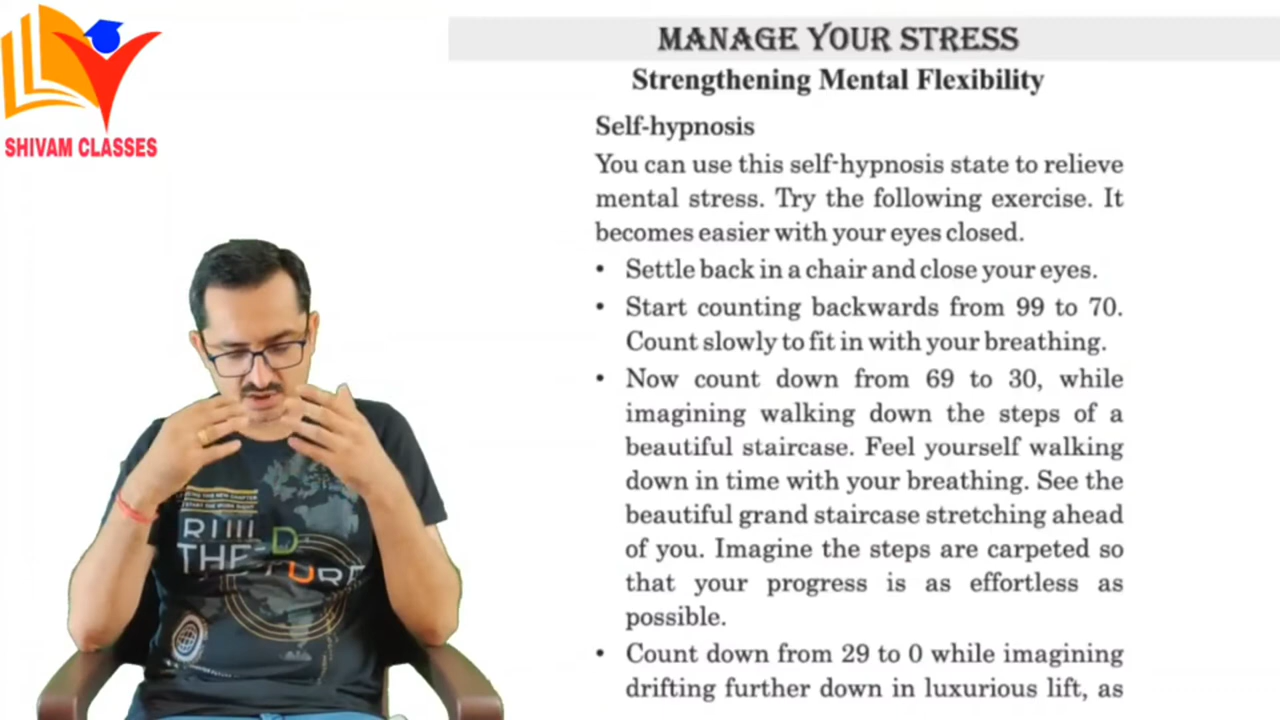 SHIVAM CLASSES
MANAGE YOUR STRESS
Strengthening Mental Flexibility
Self-hypnosis
You can use this self-hypnosis state to relieve
mental stress. Try the following exercise. It
becomes easier with your eyes closed.
• Settle back in a chair and close your eyes.
• Start counting backwards from 99 to 70.
Count slowly to fit in with your breathing.
• Now count down from 69 to 30, while
imagining walking down the steps of a
beautiful staircase. Feel yourself walking
down in time with your breathing. See the
beautiful grand staircase stretching ahead
of you. Imagine the steps are carpeted so
that your progress is as effortless as
possible.
• Count down from 29 to 0 while imagining
drifting further down in luxurious lift, as
THE